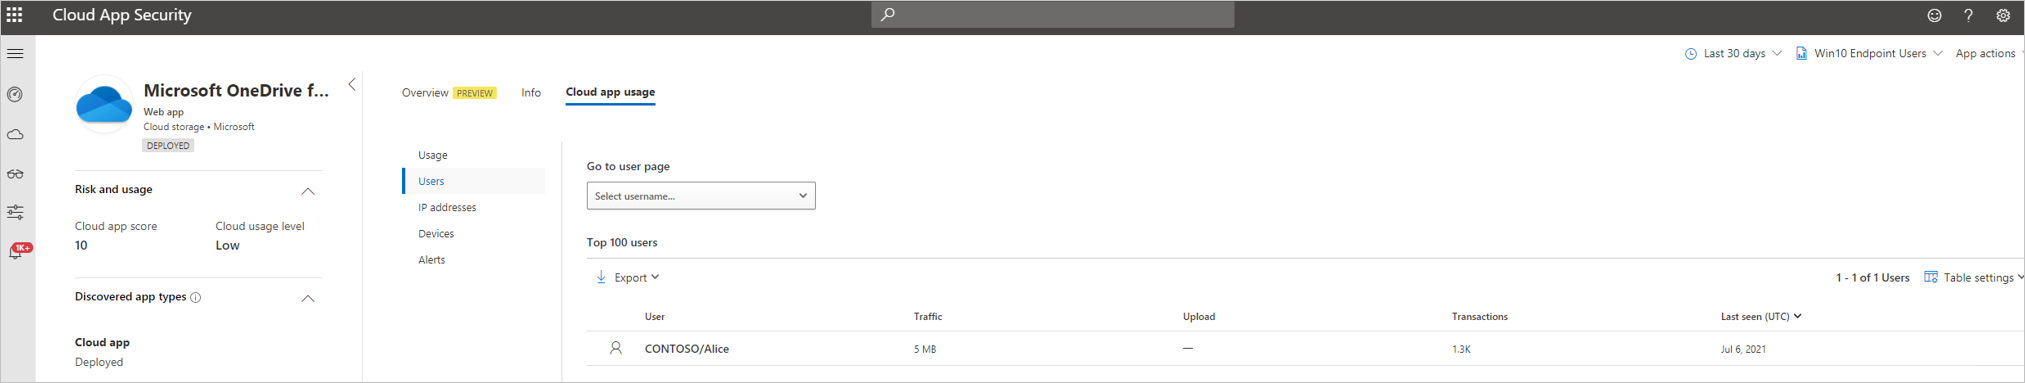 Cloud App Security
Last 30 days Win10 Endpoint Users App actions
Microsoft OneDrive f...
Web app
Cloud storage • Microsoft
DEPLOYED
Overview PREVIEW Info Cloud app usage
Risk and usage
Cloud app score Cloud usage level
10 Low
Discovered app types
Cloud app
Deployed
1K+
Usage
Users
IP addresses
Devices
Alerts
Go to user page
Select username...
Top 100 users
Export 1 - 1 of 1 Users Table settings
User Traffic Upload Transactions Last seen (UTC)
CONTOSO/Alice 5 MB — 1.3K Jul 6, 2021